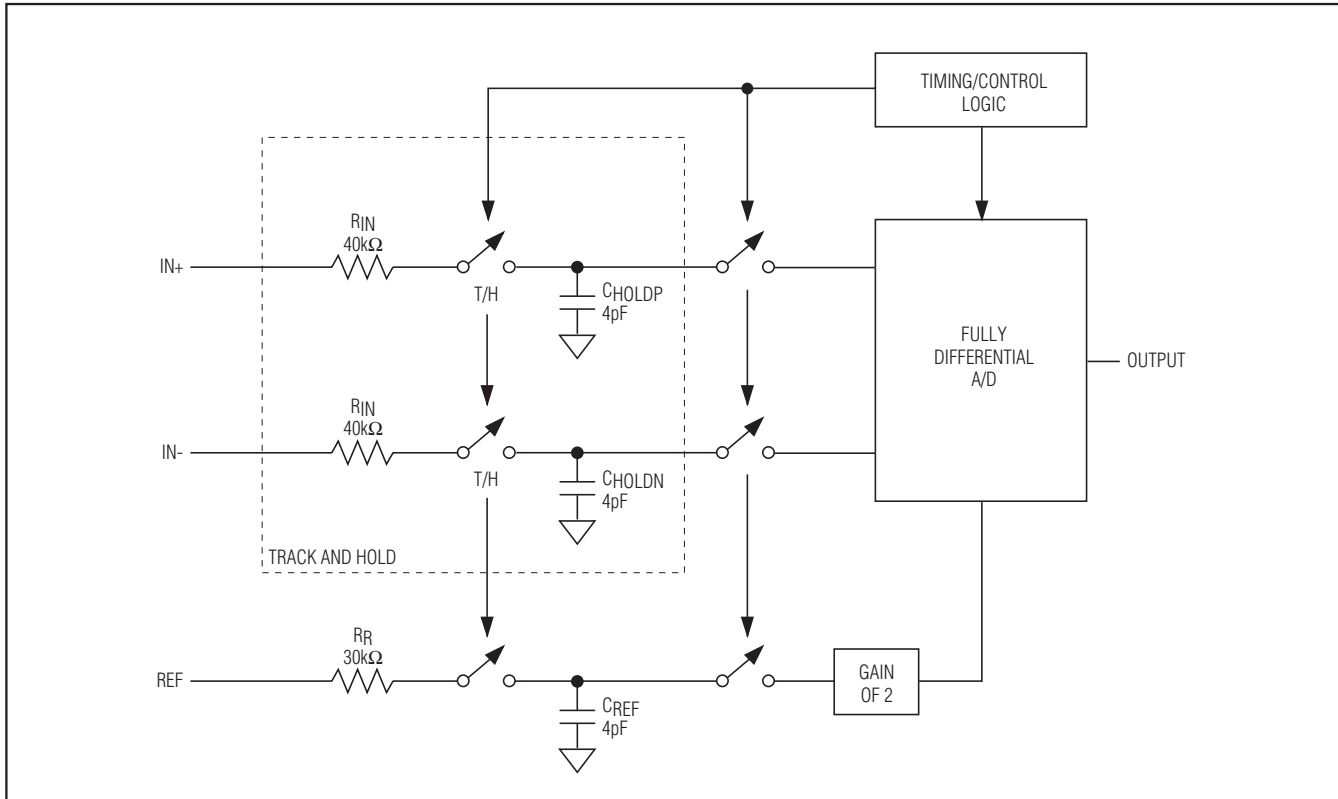 TIMING/CONTROL
LOGIC
RIN
40kΩ
IN+
T/H
CHOLDP
4pF
FULLY
DIFFERENTIAL
A/D
OUTPUT
RIN
40kΩ
IN-
T/H
CHOLDN
4pF
TRACK AND HOLD
RR
30kΩ
REF
CREF
4pF
GAIN
OF 2